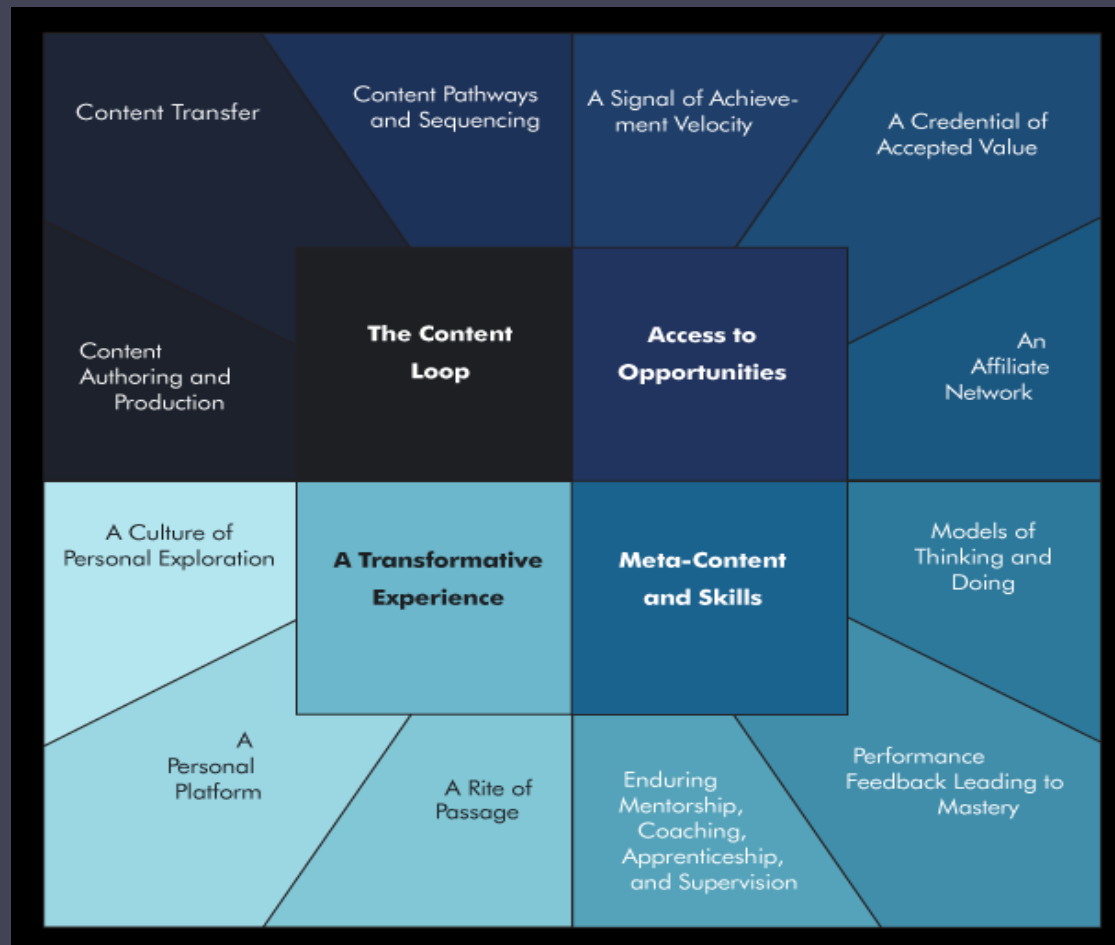 Content Transfer
Content Pathways
and Sequencing
A Signal of Achieve-
ment Velocity
A Credential of
Accepted Value
Content
Authoring and
Production
The Content
Loop
Access to
Opportunities
An
Affiliate
Network
A Culture of
Personal Exploration
A Transformative
Experience
Meta-Content
and Skills
Models of
Thinking and
Doing
A
Personal
Platform
A Rite of
Passage
Enduring
Mentorship,
Coaching,
Apprenticeship,
and Supervision
Performance
Feedback Leading to
Mastery